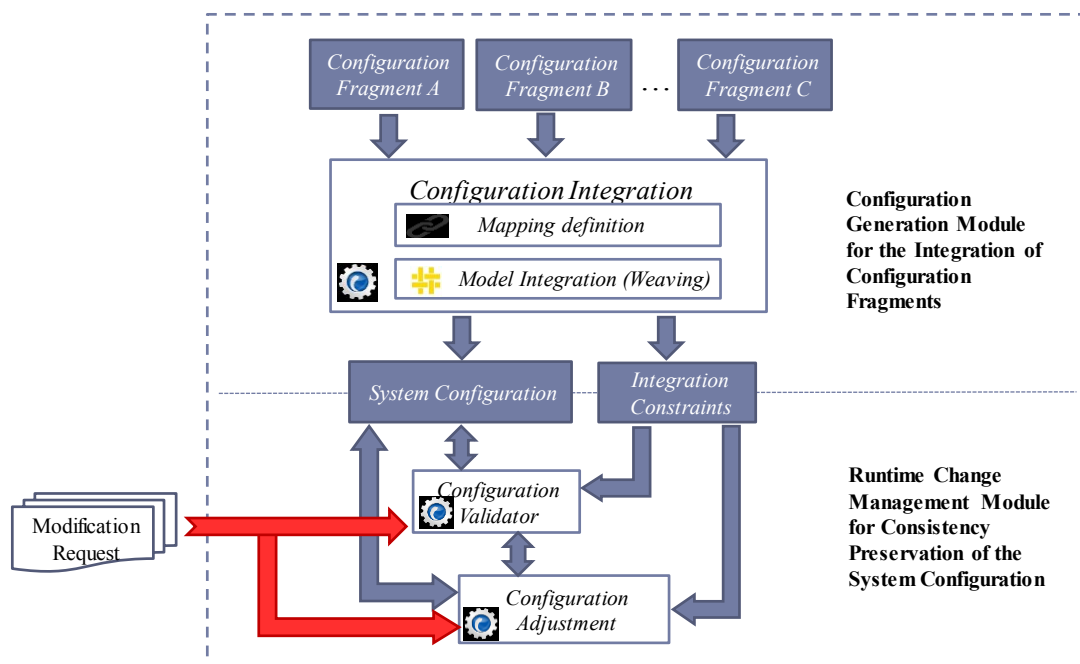 Configuration
Fragment A
Configuration
Fragment B
...
Configuration
Fragment C
Configuration Integration
Mapping definition
Model Integration (Weaving)
Configuration
Generation Module
for the Integration of
Configuration
Fragments
System Configuration
Integration
Constraints
Configuration
Validator
Modification
Request
Runtime Change
Management Module
for Consistency
Preservation of the
System Configuration
Configuration
Adjustment